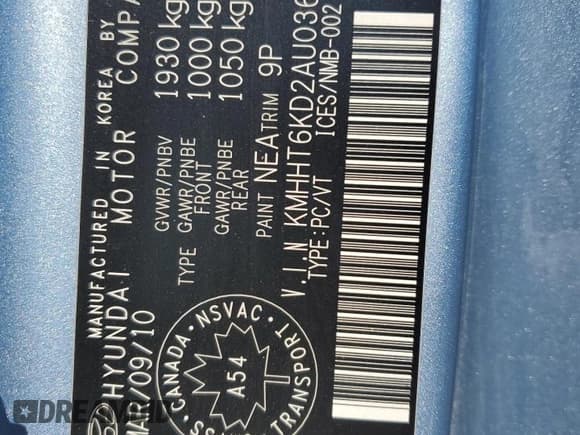 MANUFACTURED IN KOREA BY
HYUNDAI MOTOR COMPA
MA /09/10
GVWR/PNBV 1930 kg
TYPE GAWR/PNBE FRONT 1000 kg
GAWR/PNBE REAR 1050 kg
PAINT NEA TRIM 9P
V.I.N KMHHT6KD2AU036
TYPE:PC/VT ICES/NMB-002
CANADA NSVAC
A54
TRANSPORT
DREAMBID